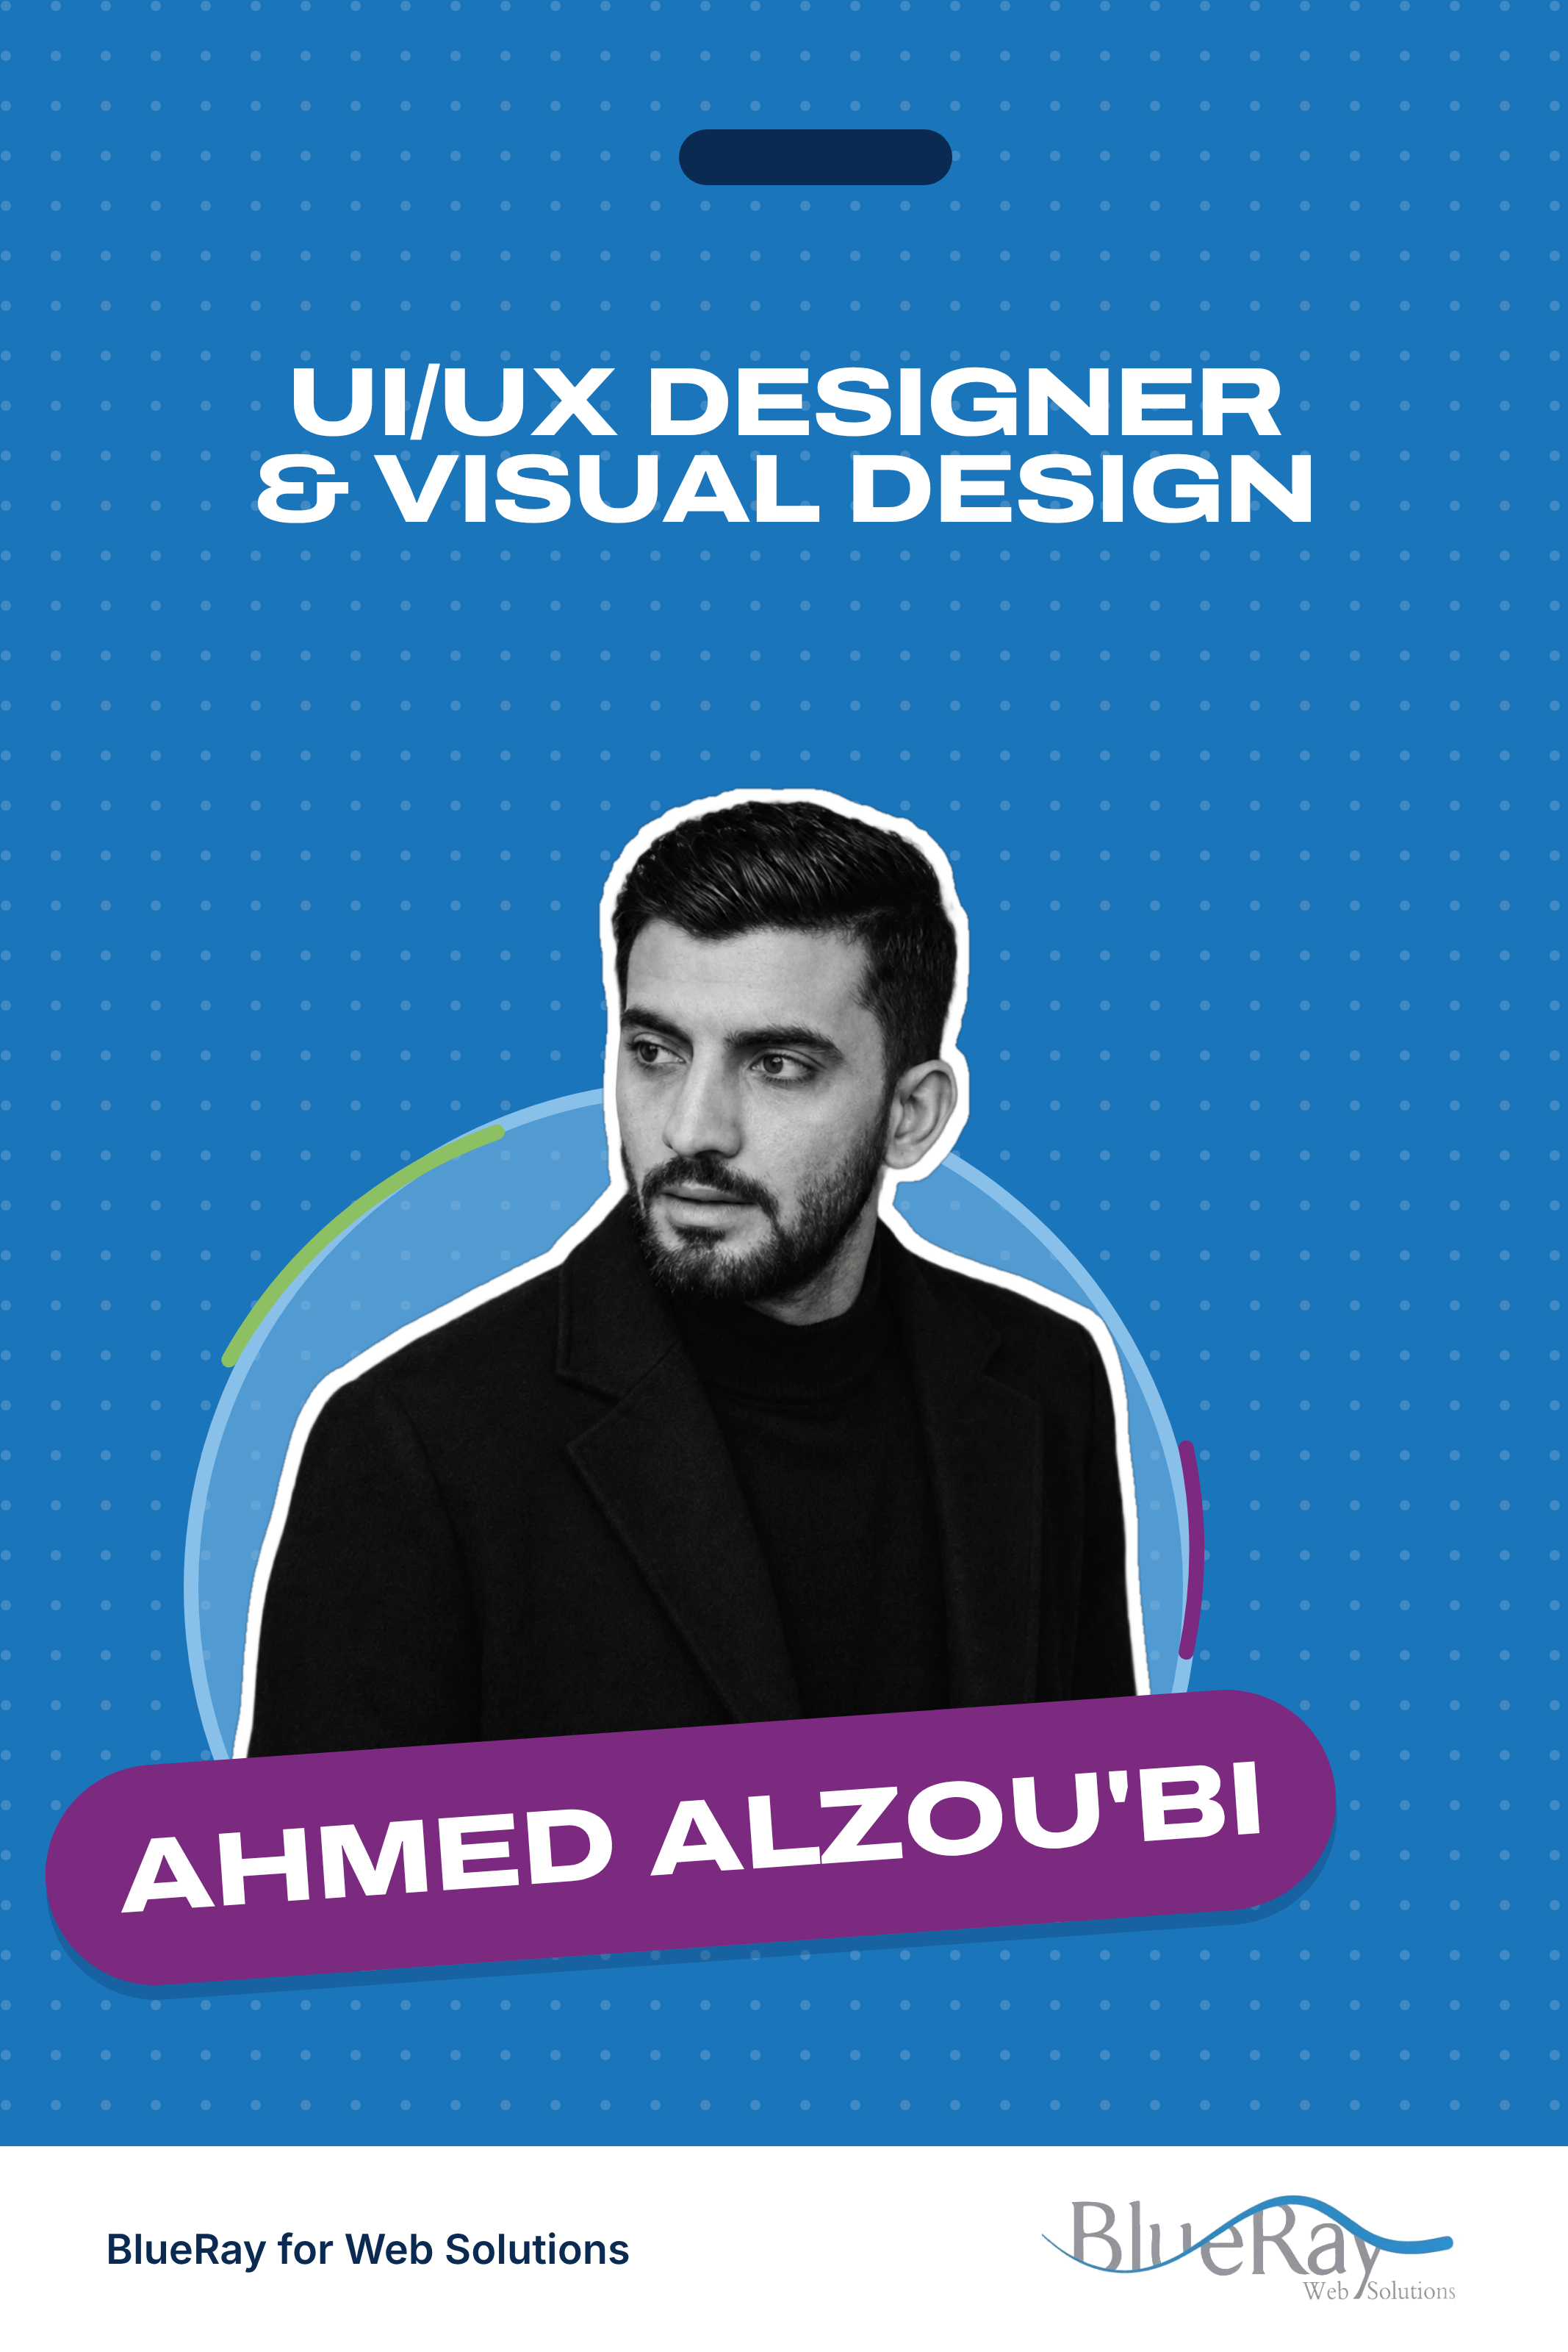 UI/UX DESIGNER
& VISUAL DESIGN
AHMED ALZOU'BI
BlueRay for Web Solutions
BlueRay
Web Solutions